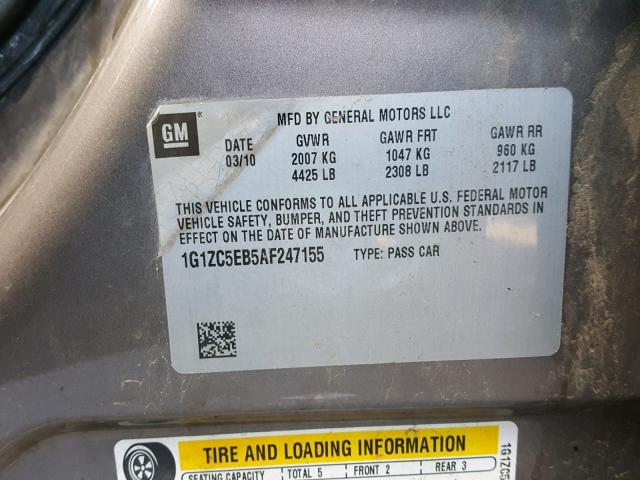 GM
®
MFD BY GENERAL MOTORS LLC
DATE GVWR GAWR FRT GAWR RR
03/10 2007 KG 1047 KG 960 KG
4425 LB 2308 LB 2117 LB
THIS VEHICLE CONFORMS TO ALL APPLICABLE U.S. FEDERAL MOTOR
VEHICLE SAFETY, BUMPER, AND THEFT PREVENTION STANDARDS IN
EFFECT ON THE DATE OF MANUFACTURE SHOWN ABOVE.
1G1ZC5EB5AF247155 TYPE: PASS CAR
TIRE AND LOADING INFORMATION
SEATING CAPACITY TOTAL 5 FRONT 2 REAR 3
1G1ZC5